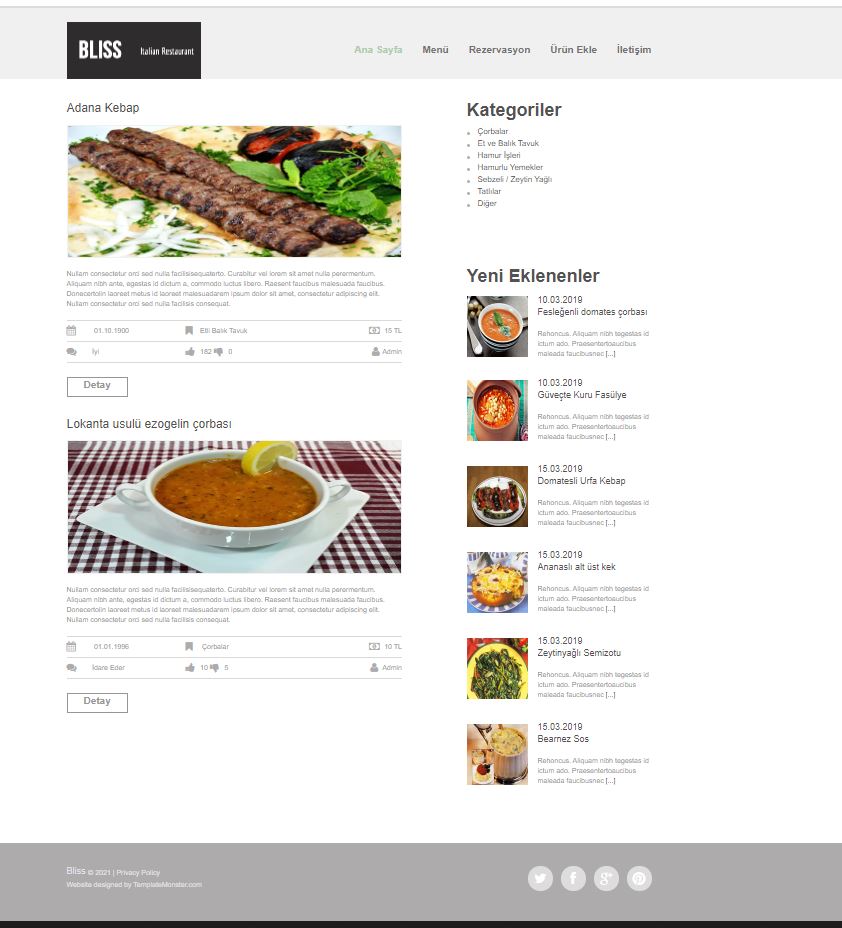 BLISS Italian Restaurant
Ana Sayfa Menü Rezervasyon Ürün Ekle İletişim
Adana Kebap
Nullam consectetur orci sed nulla facilisisequaterto. Curabitur vel lorem sit amet nulla perermentum.
Aliquam nibh ante, egestas id dictum a, commodo luctus libero. Raesent faucibus malesuada faucibus.
Donecertolin laoreet metus id laoreet malesuadarem ipsum dolor sit amet, consectetur adipiscing elit.
Nullam consectetur orci sed nulla facilisis consequat.
01.10.1900 Etli Balık Tavuk 15 TL
İyi 182 0 Admin
Detay
Lokanta usulü ezogelin çorbası
Nullam consectetur orci sed nulla facilisisequaterto. Curabitur vel lorem sit amet nulla perermentum.
Aliquam nibh ante, egestas id dictum a, commodo luctus libero. Raesent faucibus malesuada faucibus.
Donecertolin laoreet metus id laoreet malesuadarem ipsum dolor sit amet, consectetur adipiscing elit.
Nullam consectetur orci sed nulla facilisis consequat.
01.01.1996 Çorbalar 10 TL
İdare Eder 10 5 Admin
Detay
Kategoriler
Çorbalar
Et ve Balık Tavuk
Hamur İşleri
Hamurlu Yemekler
Sebzeli / Zeytin Yağlı
Tatlılar
Diğer
Yeni Eklenenler
10.03.2019
Fesleğenli domates çorbası
Rehoncus. Aliquam nibh tegestas id
ictum ado. Praesentertoaucibus
maleada faucibusnec [...]
10.03.2019
Güveçte Kuru Fasülye
Rehoncus. Aliquam nibh tegestas id
ictum ado. Praesentertoaucibus
maleada faucibusnec [...]
15.03.2019
Domatesli Urfa Kebap
Rehoncus. Aliquam nibh tegestas id
ictum ado. Praesentertoaucibus
maleada faucibusnec [...]
15.03.2019
Ananaslı alt üst kek
Rehoncus. Aliquam nibh tegestas id
ictum ado. Praesentertoaucibus
maleada faucibusnec [...]
15.03.2019
Zeytinyağlı Semizotu
Rehoncus. Aliquam nibh tegestas id
ictum ado. Praesentertoaucibus
maleada faucibusnec [...]
15.03.2019
Bearnez Sos
Rehoncus. Aliquam nibh tegestas id
ictum ado. Praesentertoaucibus
maleada faucibusnec [...]
Bliss © 2021 | Privacy Policy
Website designed by TemplateMonster.com